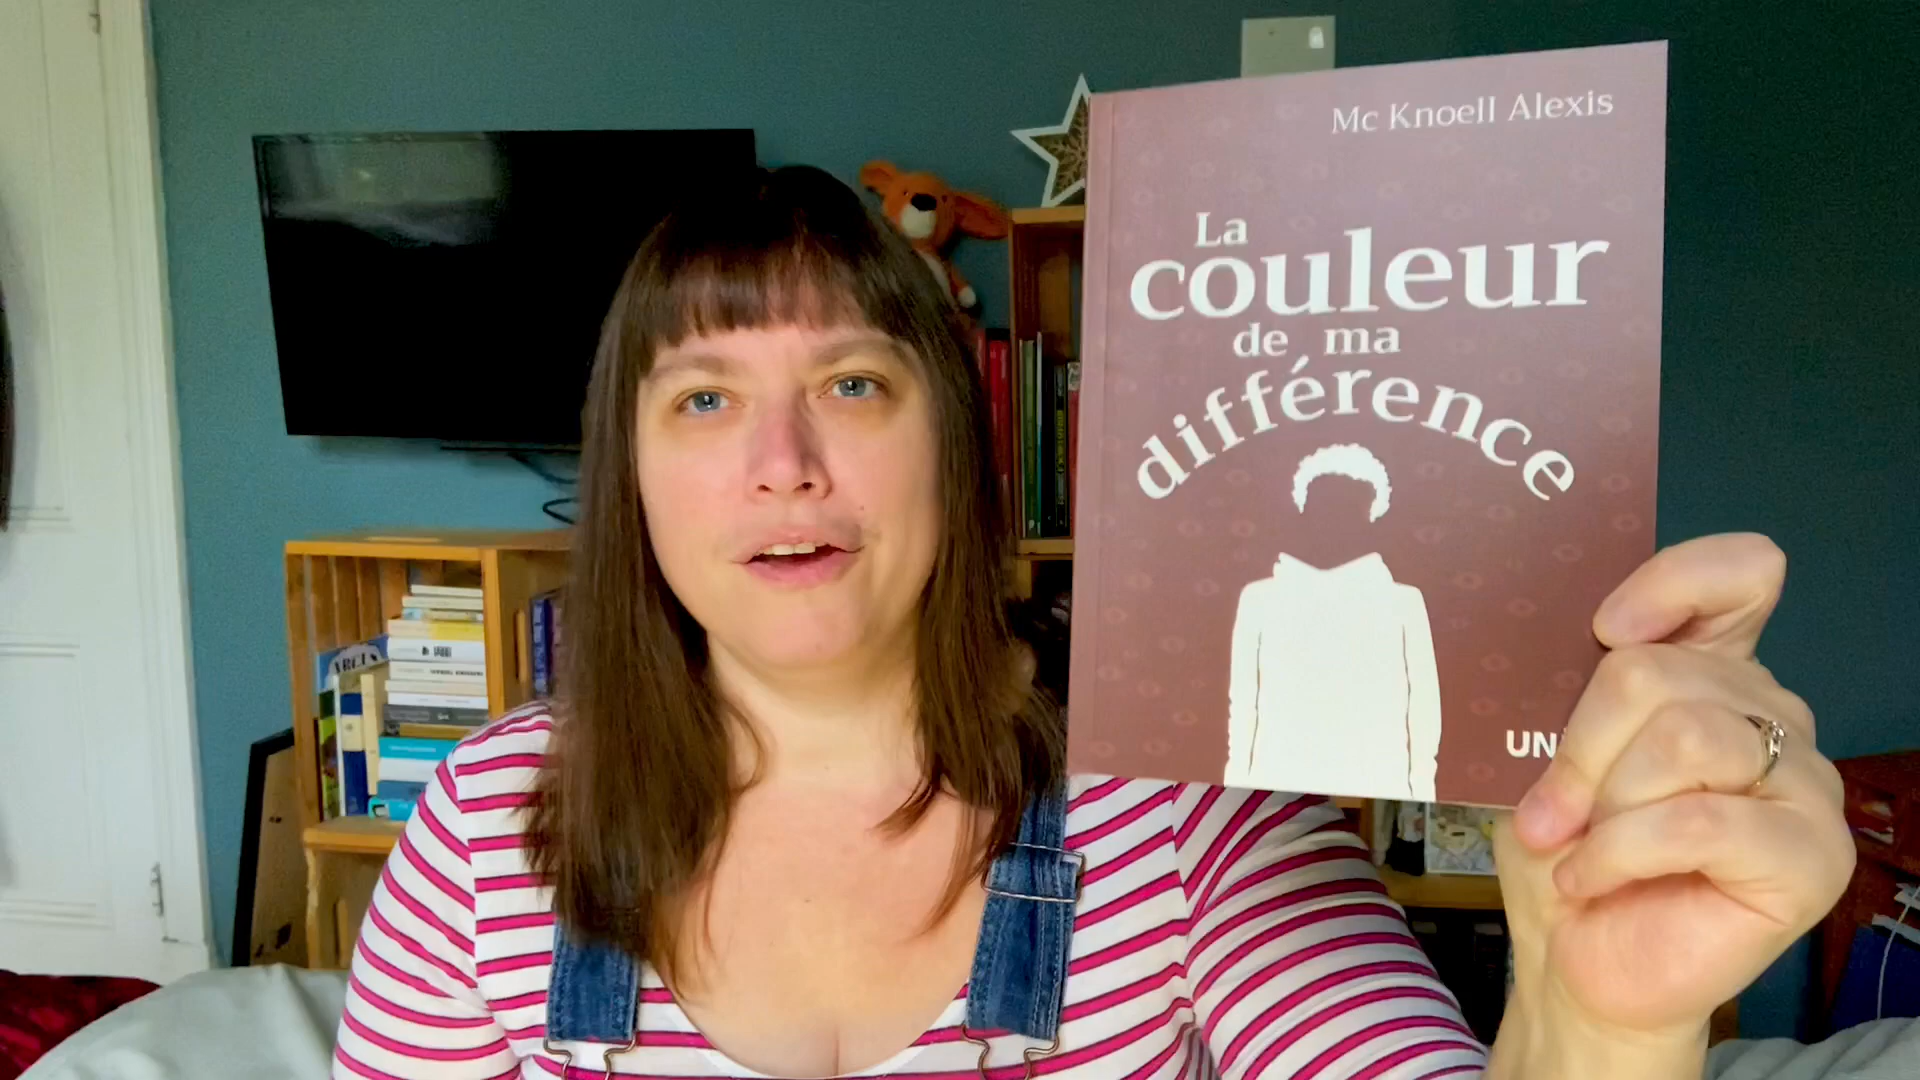 Mc Knoell Alexis
La
couleur
de ma
différence